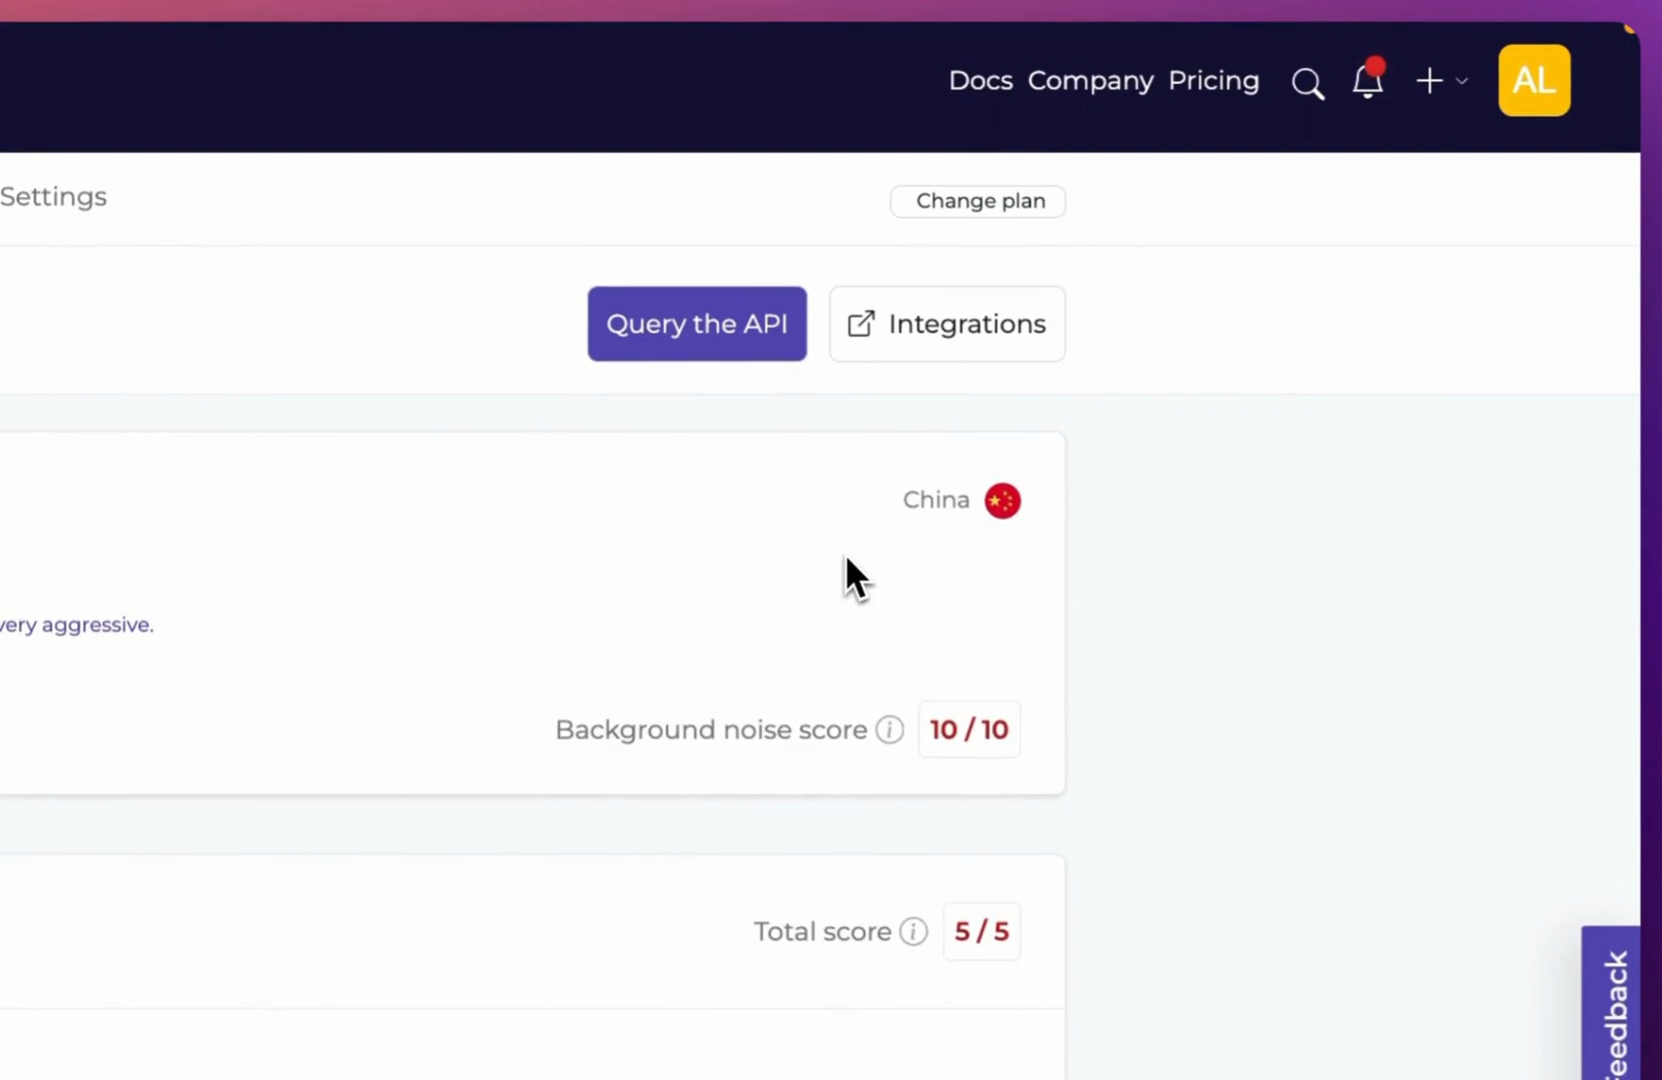 Docs Company Pricing AL
Settings
Change plan
Query the API
Integrations
China
very aggressive.
Background noise score
10 / 10
Total score
5 / 5
Feedback